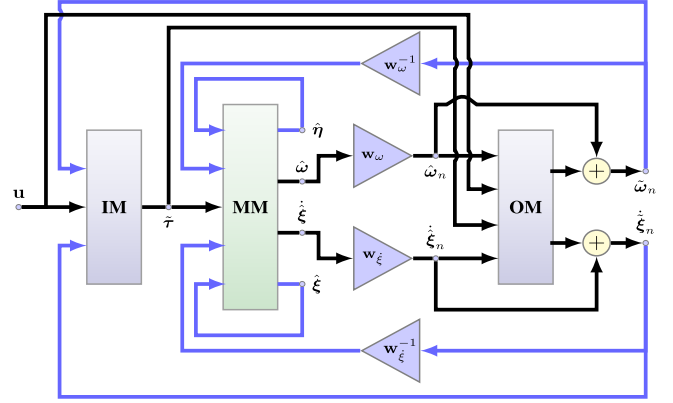 w_ω^{-1}
η̂
w_ω
ω̂
ω̂_n
+
ω̃_n
u
IM
τ̃
MM
OM
ξ̇̂
ξ̇̂_n
ξ̇̃_n
w_ξ̇
+
ξ̂
w_ξ̇^{-1}